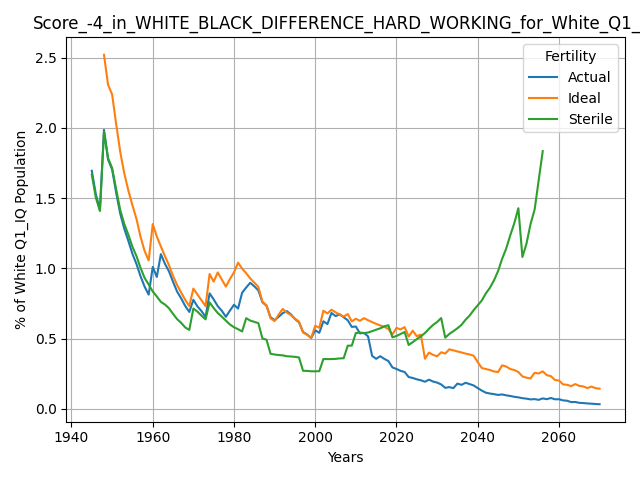 Score_-4_in_WHITE_BLACK_DIFFERENCE_HARD_WORKING_for_White_Q1_
Fertility
Actual
Ideal
Sterile
% of White Q1_IQ Population
2.5
2.0
1.5
1.0
0.5
0.0
1940 1960 1980 2000 2020 2040 2060
Years